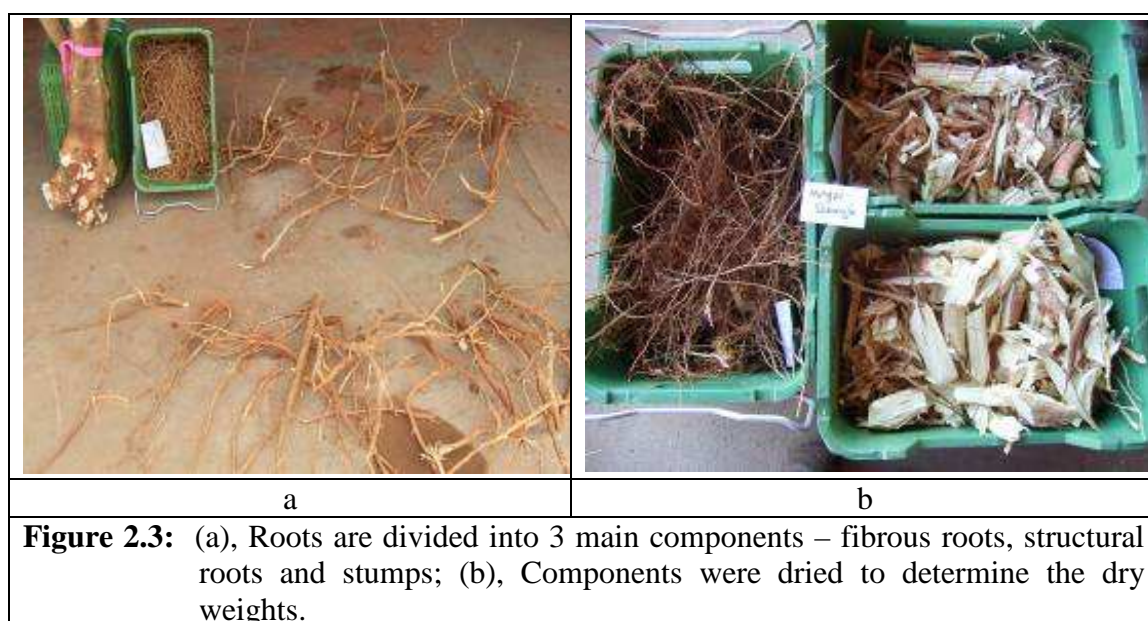 a
b
Figure 2.3: (a), Roots are divided into 3 main components – fibrous roots, structural
roots and stumps; (b), Components were dried to determine the dry
weights.